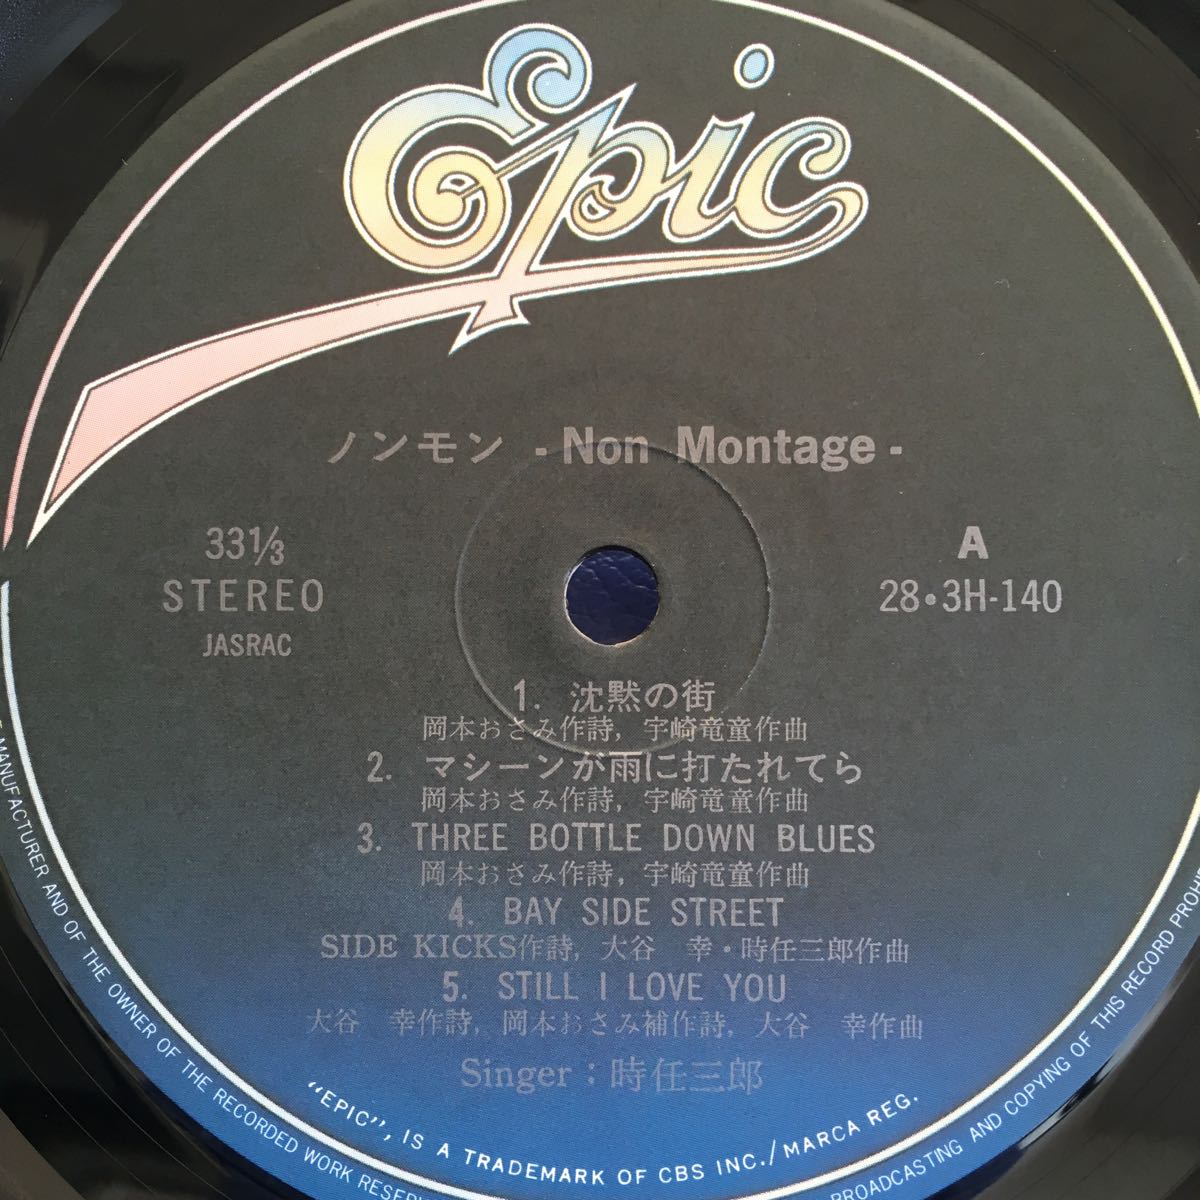 Epic
ノンモン - Non Montage -
33⅓
STEREO
JASRAC
A
28・3H-140
1. 沈黙の街
岡本おさみ作詩, 宇崎竜童作曲
2. マシーンが雨に打たれてら
岡本おさみ作詩, 宇崎竜童作曲
3. THREE BOTTLE DOWN BLUES
岡本おさみ作詩, 宇崎竜童作曲
4. BAY SIDE STREET
SIDE KICKS作詩, 大谷 幸・時任三郎作曲
5. STILL I LOVE YOU
大谷 幸作詩, 岡本おさみ補作詩, 大谷 幸作曲
Singer : 時任三郎
"EPIC", IS A TRADEMARK OF CBS INC./MARCA REG.
MANUFACTURER AND OF THE OWNER OF THE RECORDED WORK
BROADCASTING AND COPYING OF THIS RECORD